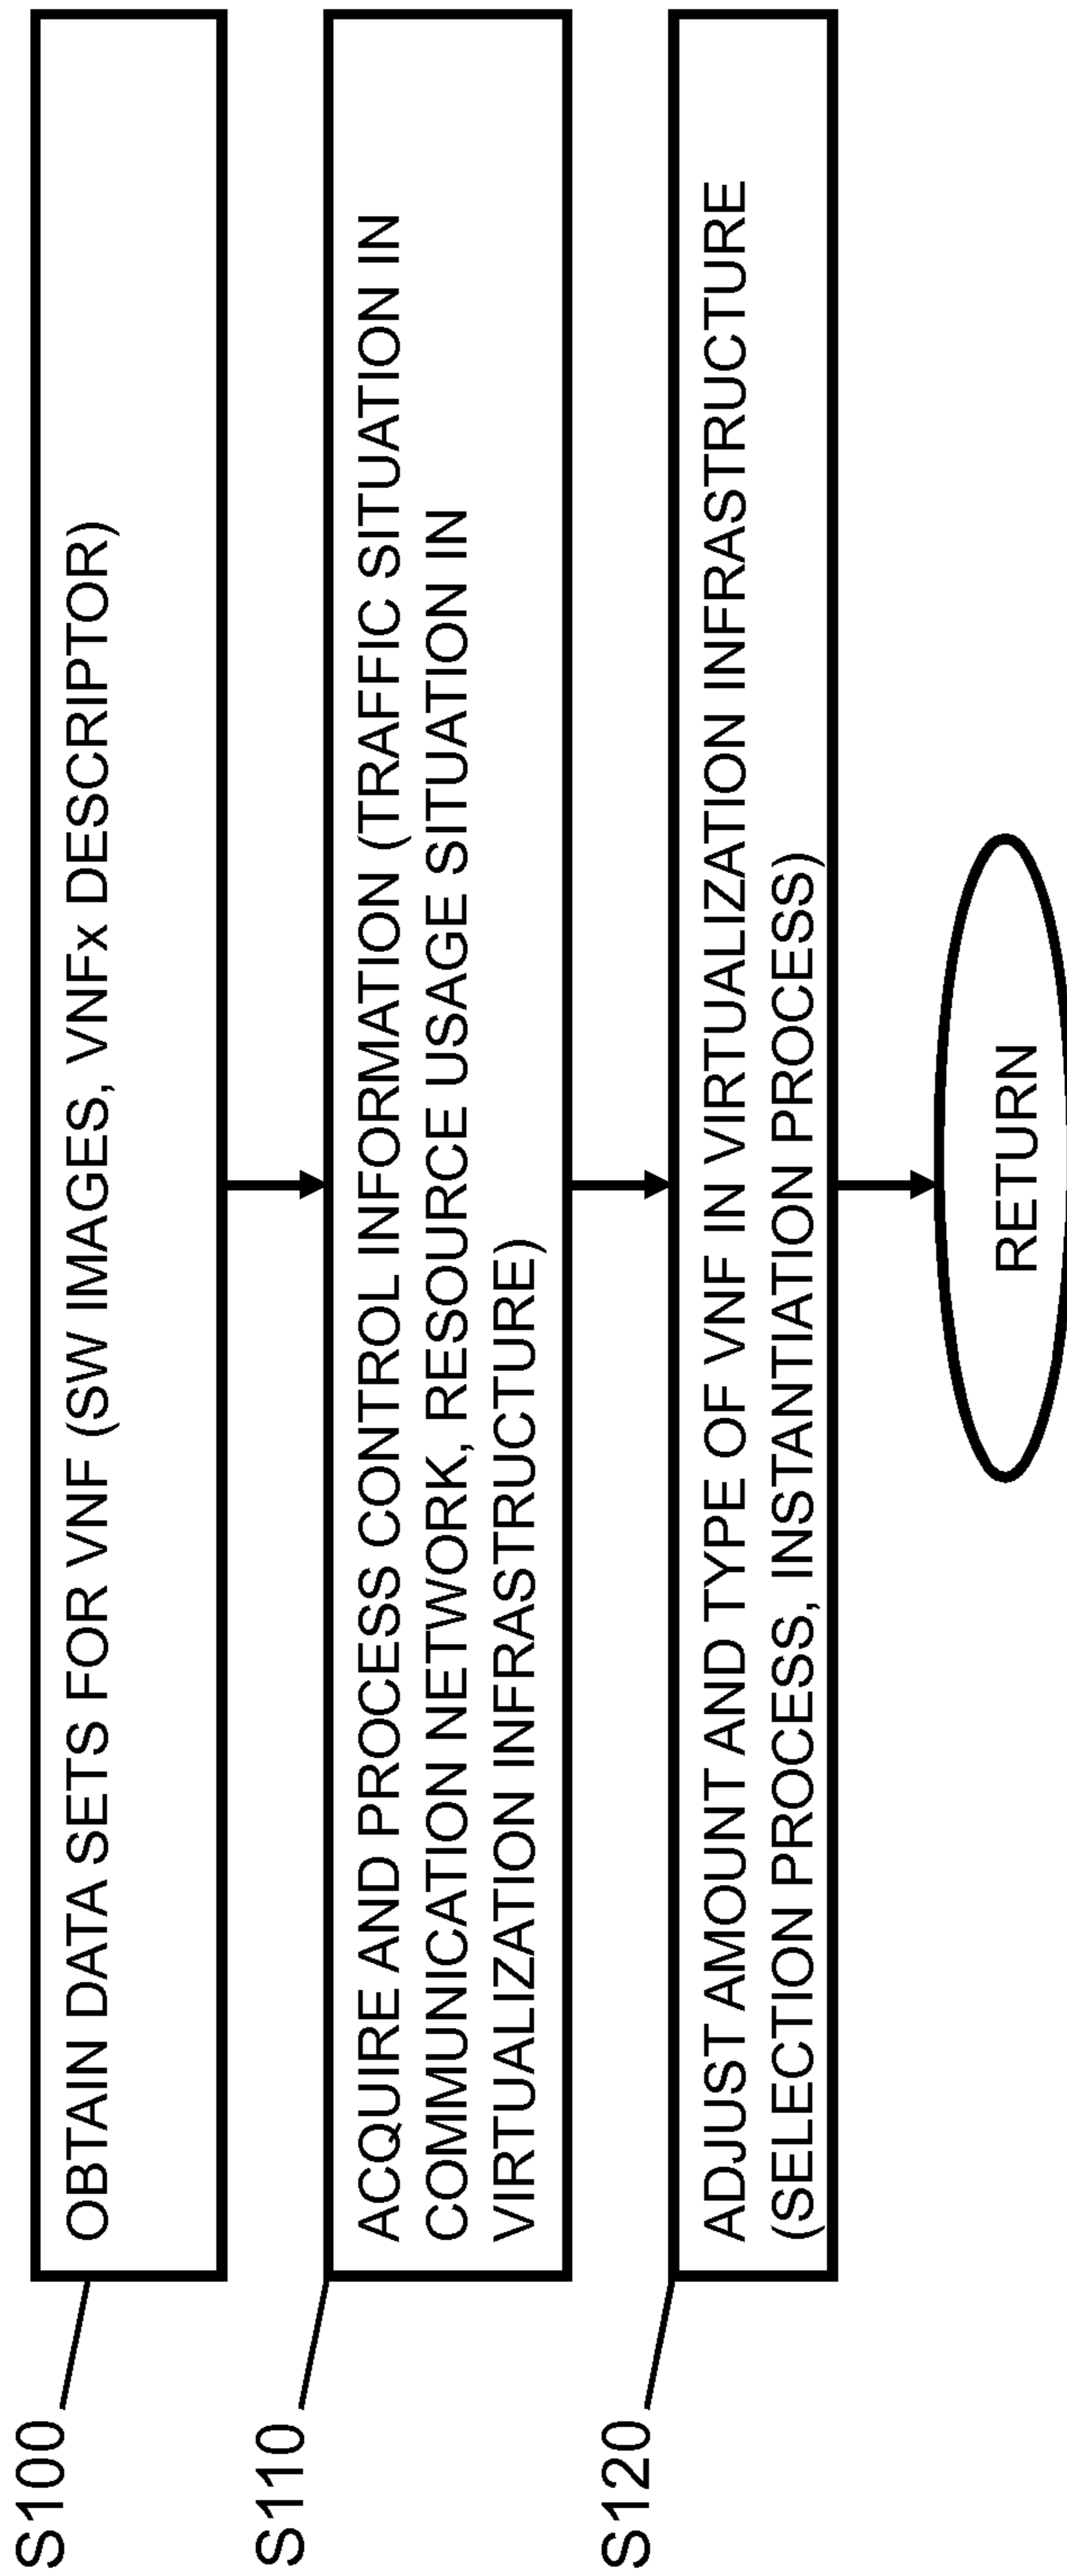 S100
OBTAIN DATA SETS FOR VNF (SW IMAGES, VNFx DESCRIPTOR)
S110
ACQUIRE AND PROCESS CONTROL INFORMATION (TRAFFIC SITUATION IN
COMMUNICATION NETWORK, RESOURCE USAGE SITUATION IN
VIRTUALIZATION INFRASTRUCTURE)
S120
ADJUST AMOUNT AND TYPE OF VNF IN VIRTUALIZATION INFRASTRUCTURE
(SELECTION PROCESS, INSTANTIATION PROCESS)
RETURN